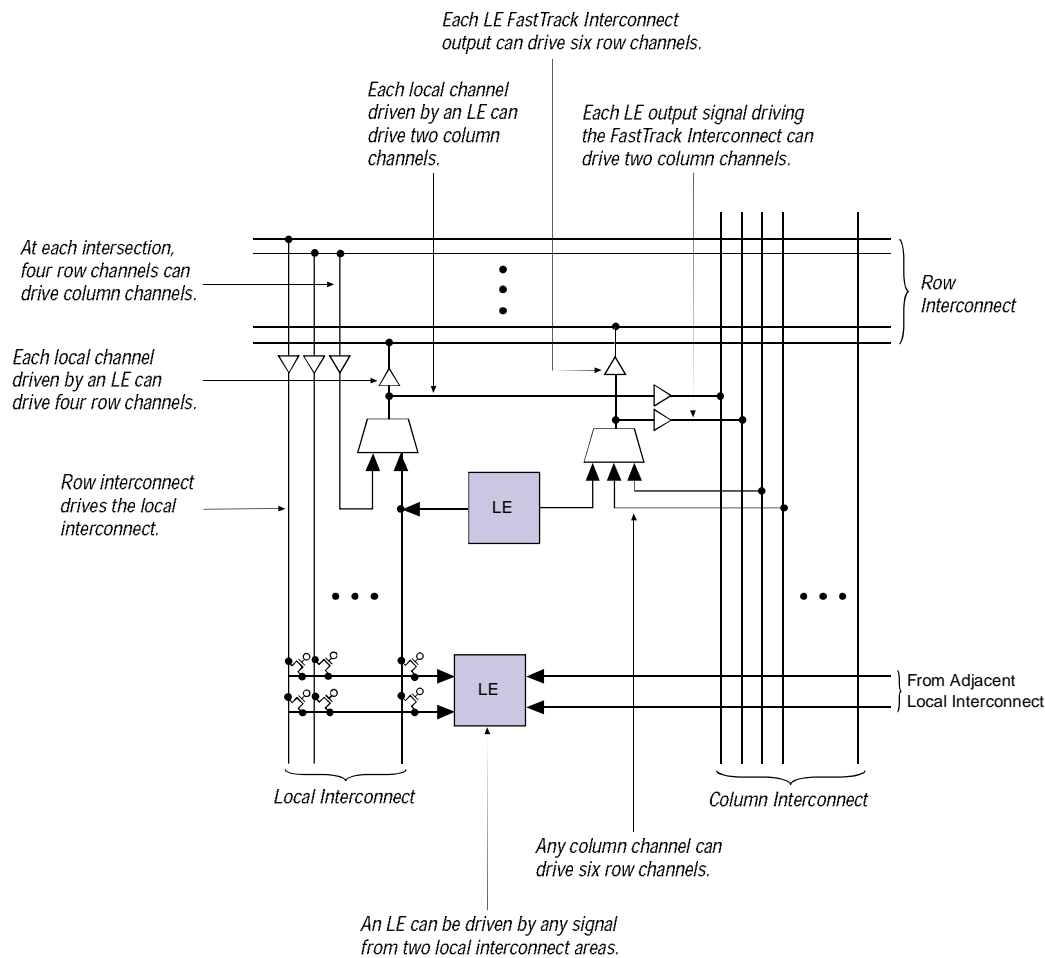 Each LE FastTrack Interconnect
output can drive six row channels.
Each local channel
driven by an LE can
drive two column
channels.
Each LE output signal driving
the FastTrack Interconnect can
drive two column channels.
At each intersection,
four row channels can
drive column channels.
Row
Interconnect
Each local channel
driven by an LE can
drive four row channels.
Row interconnect
drives the local
interconnect.
LE
LE
From Adjacent
Local Interconnect
Local Interconnect
Column Interconnect
Any column channel can
drive six row channels.
An LE can be driven by any signal
from two local interconnect areas.